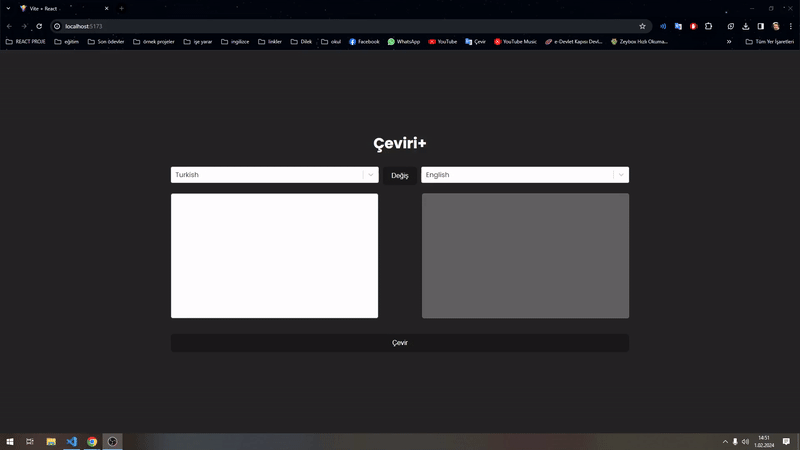 Vite + React
localhost:5173
REACT PROJE eğitim Son ödevler örnek projeler işe yarar ingilizce linkler Dilek okul Facebook WhatsApp YouTube Çevir YouTube Music e-Devlet Kapısı Devl... Zeybox Hızlı Okuma... » Tüm Yer İşaretleri
Çeviri+
Turkish Değiş English
Çevir
14:51
1.02.2024